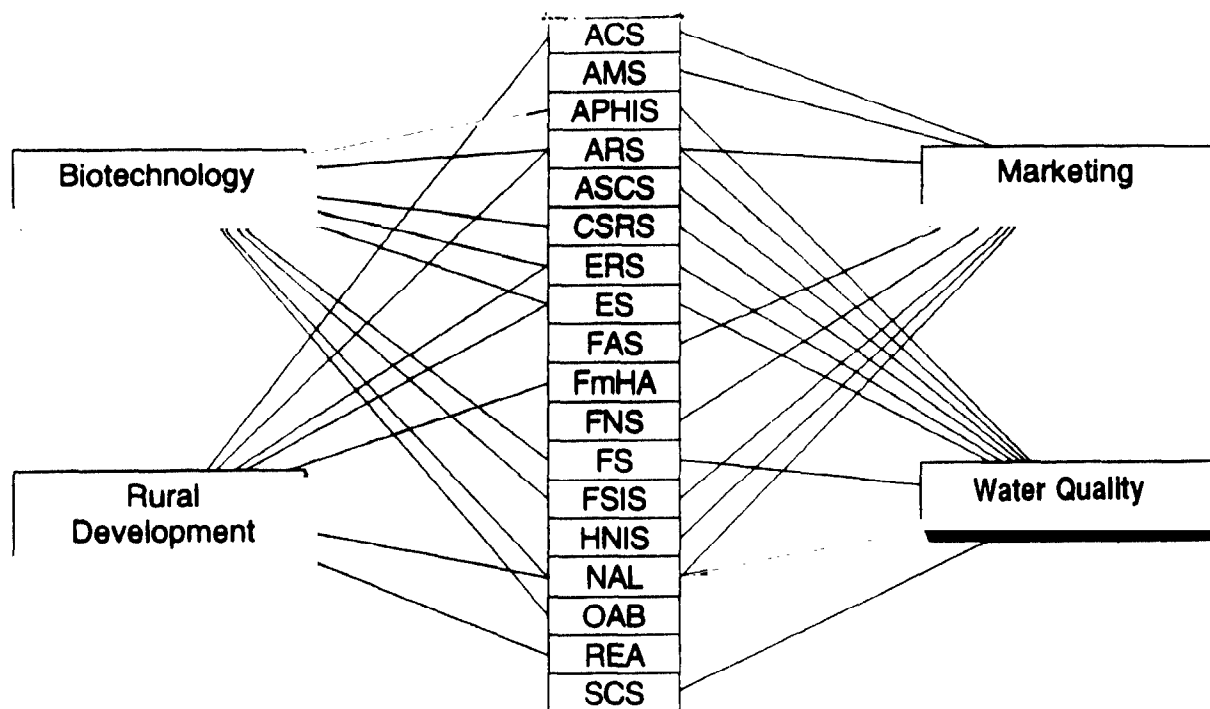 ACS
AMS
APHIS
ARS
ASCS
CSRS
ERS
ES
FAS
FmHA
FNS
FS
FSIS
HNIS
NAL
OAB
REA
SCS
Biotechnology
Rural
Development
Marketing
Water Quality